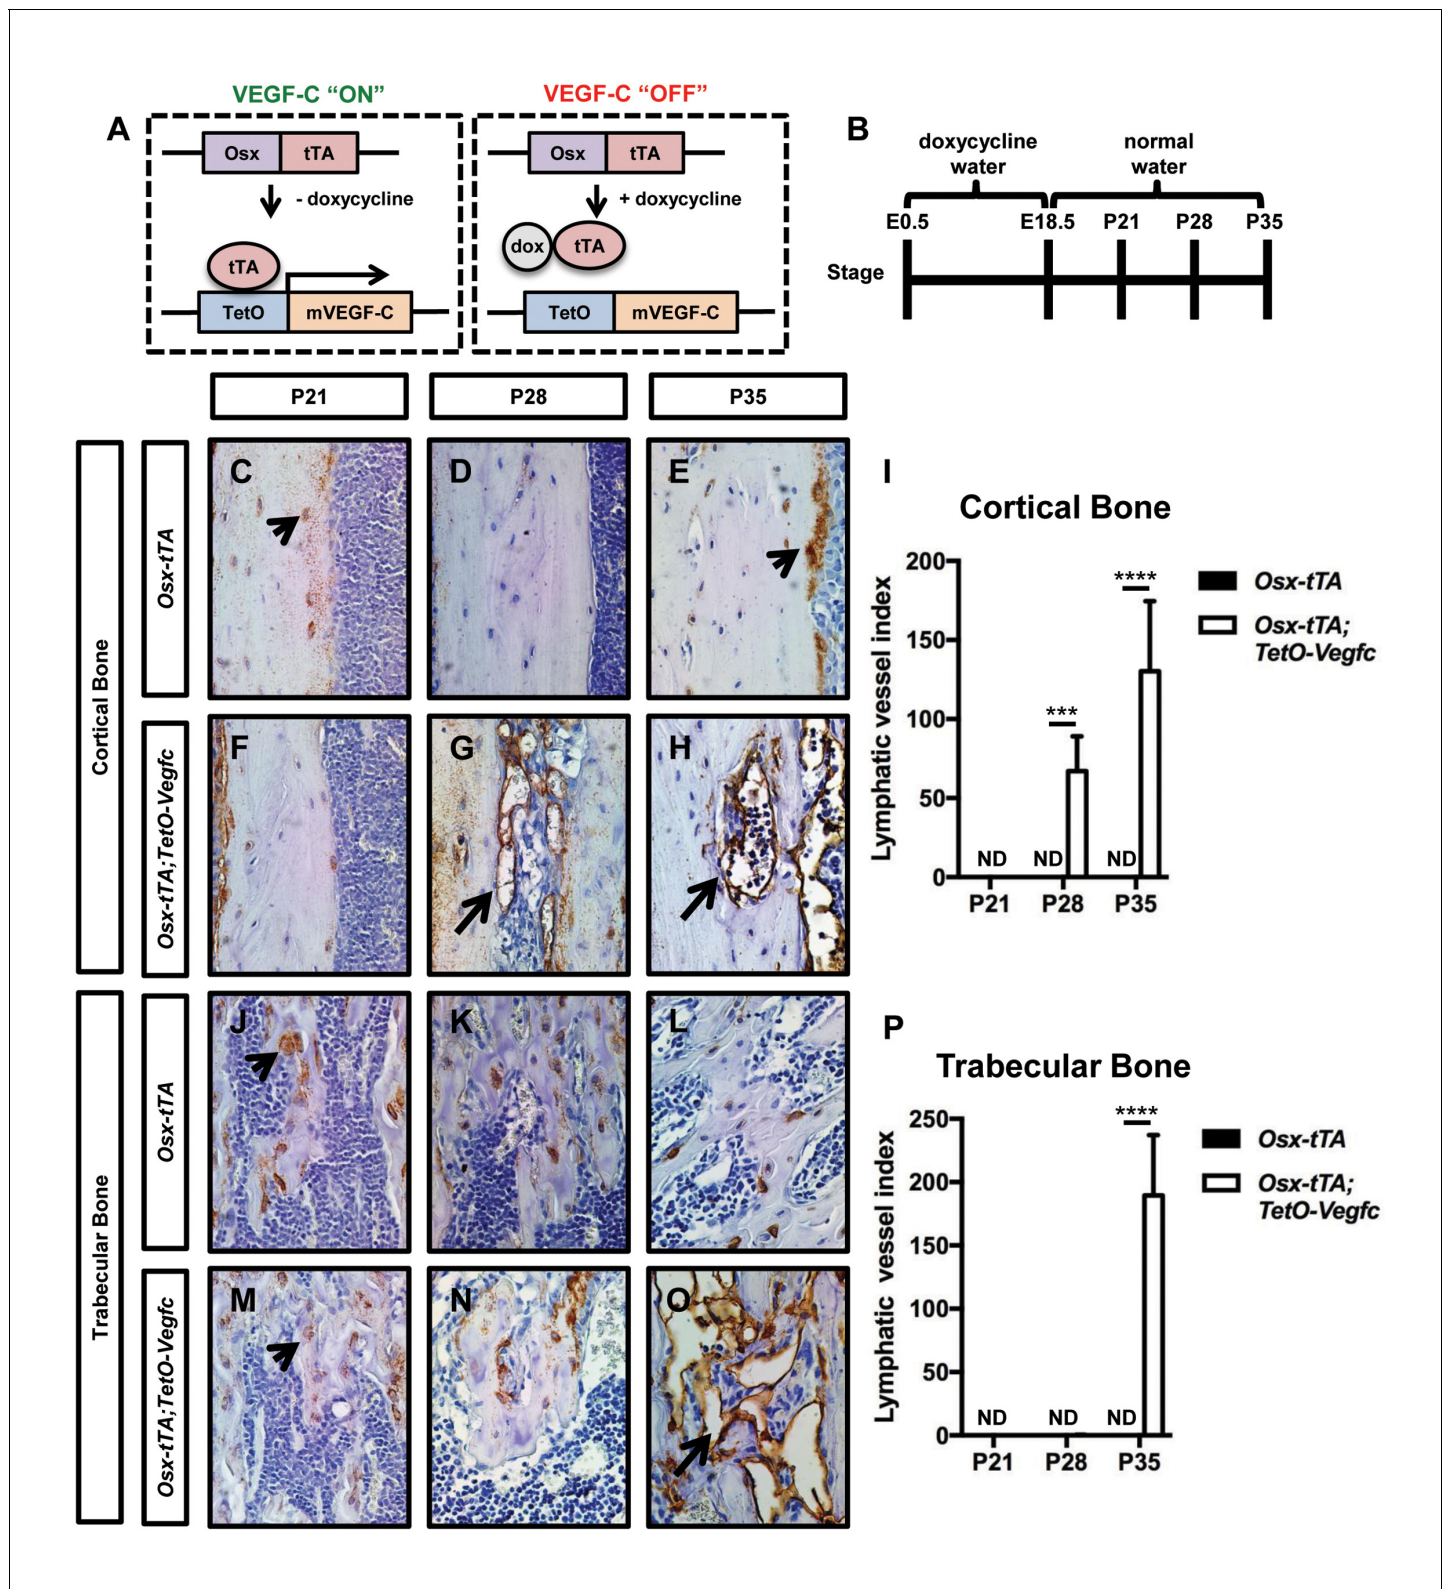 VEGF-C “ON”
VEGF-C “OFF”
A
Osx tTA
- doxycycline
tTA
TetO mVEGF-C
Osx tTA
+ doxycycline
dox tTA
TetO mVEGF-C
B
doxycycline
water
normal
water
E0.5 E18.5 P21 P28 P35
Stage
P21 P28 P35
Cortical Bone
Osx-tTA
C D E
Osx-tTA;TetO-Vegfc
F G H
I
Cortical Bone
Lymphatic vessel index
200
150
100
50
0
***
****
ND ND ND
P21 P28 P35
Osx-tTA
Osx-tTA;
TetO-Vegfc
Trabecular Bone
Osx-tTA
J K L
Osx-tTA;TetO-Vegfc
M N O
P
Trabecular Bone
Lymphatic vessel index
250
200
150
100
50
0
****
ND ND ND
P21 P28 P35
Osx-tTA
Osx-tTA;
TetO-Vegfc